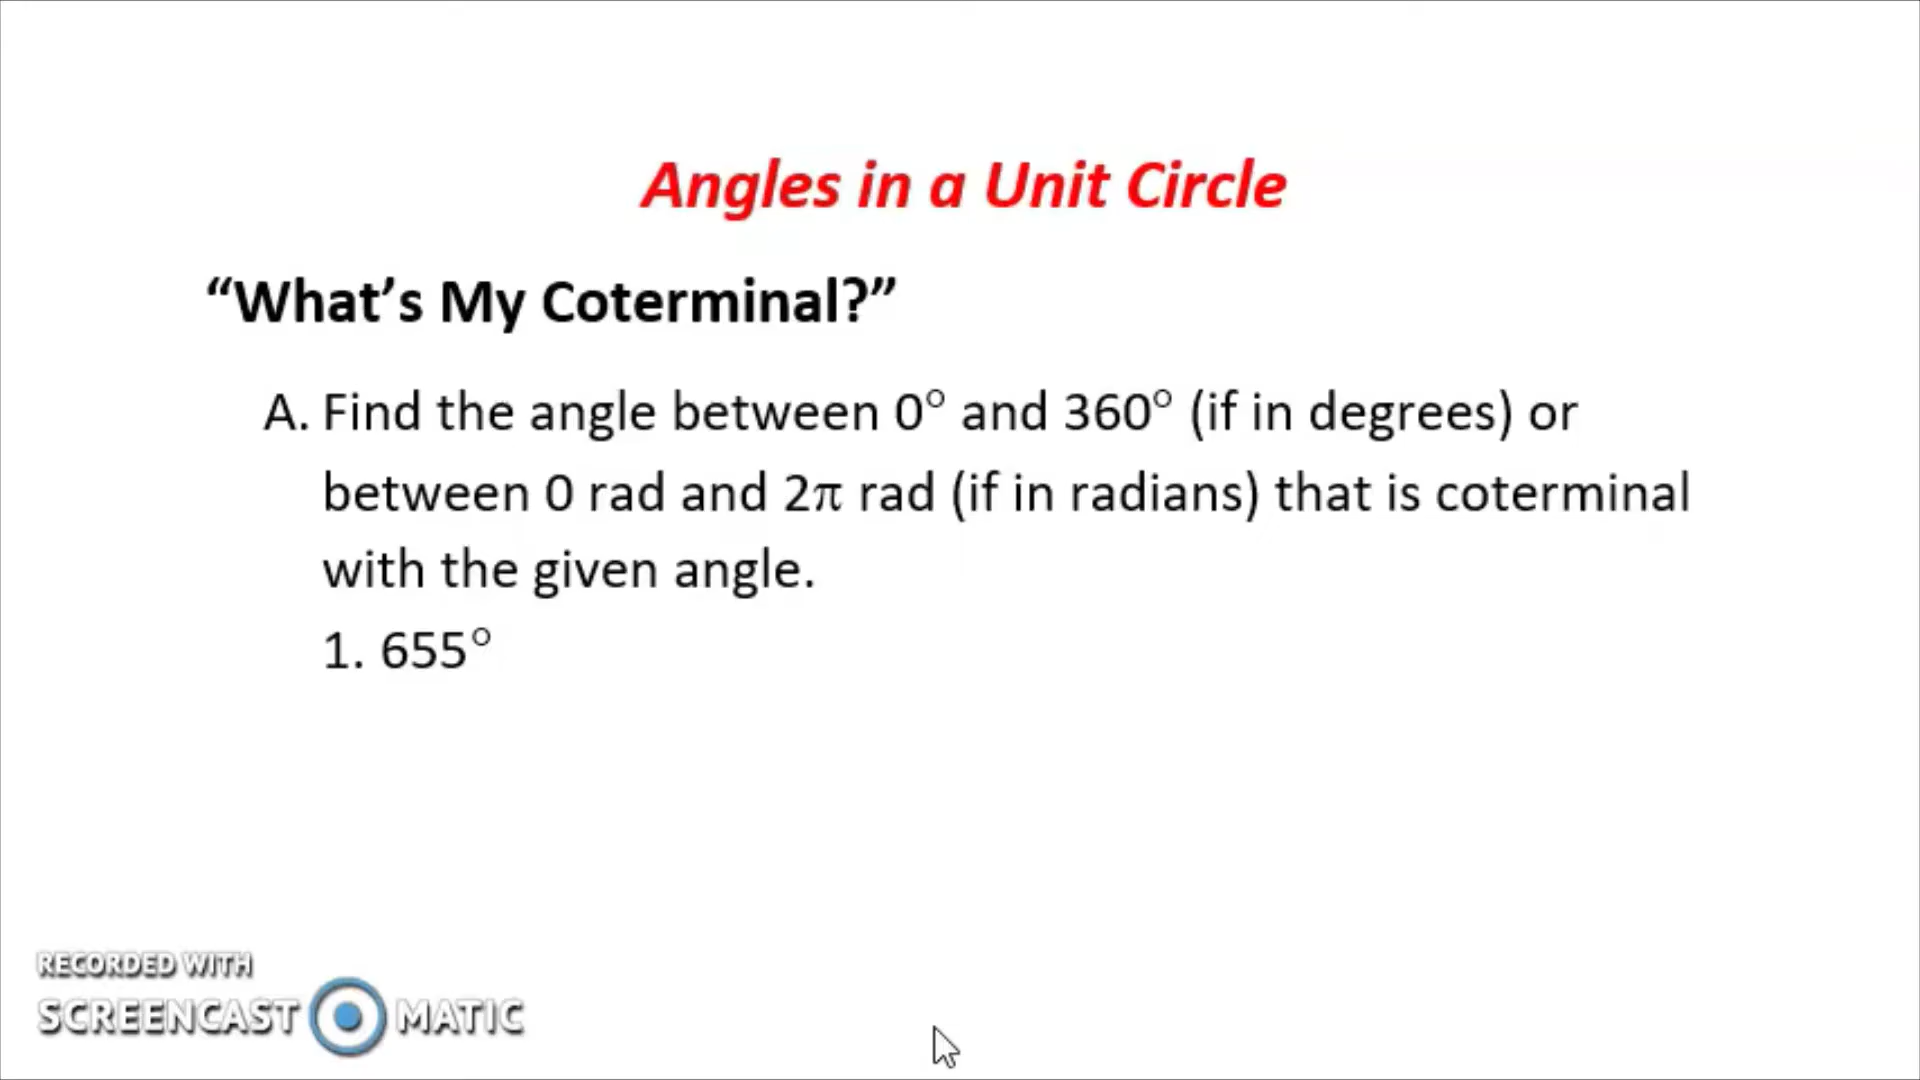 Angles in a Unit Circle
“What’s My Coterminal?”
A. Find the angle between 0° and 360° (if in degrees) or
between 0 rad and 2π rad (if in radians) that is coterminal
with the given angle.
1. 655°
RECORDED WITH
SCREENCAST MATIC